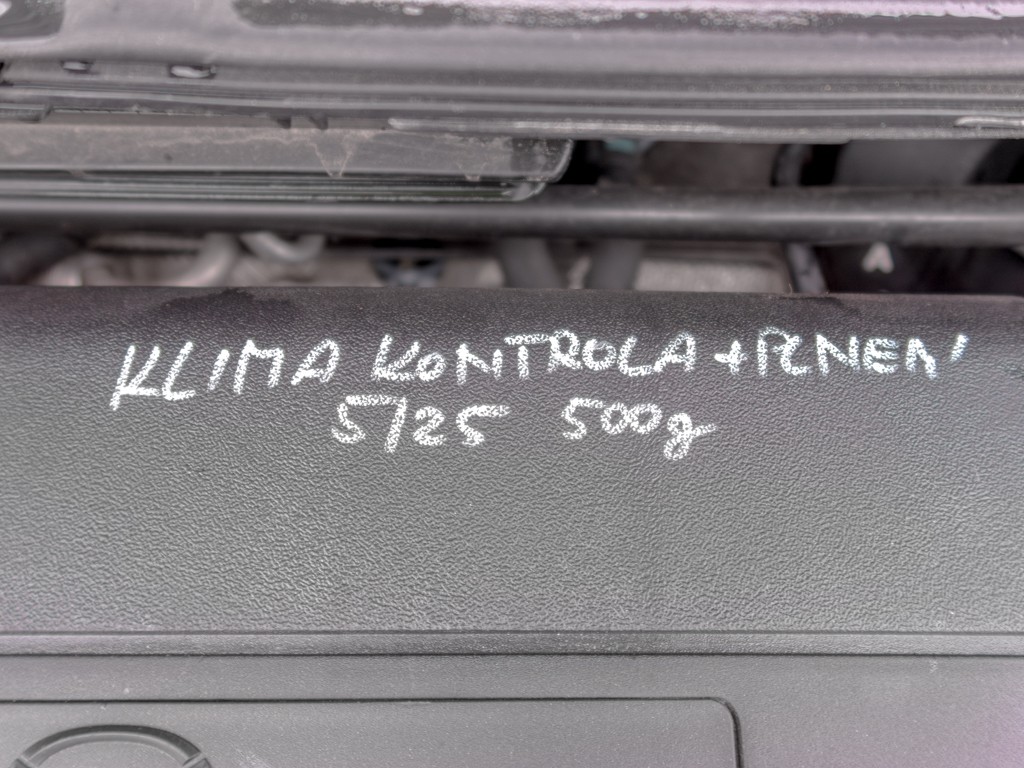 KLIMA KONTROLA + PLNENÍ
5/25 500g